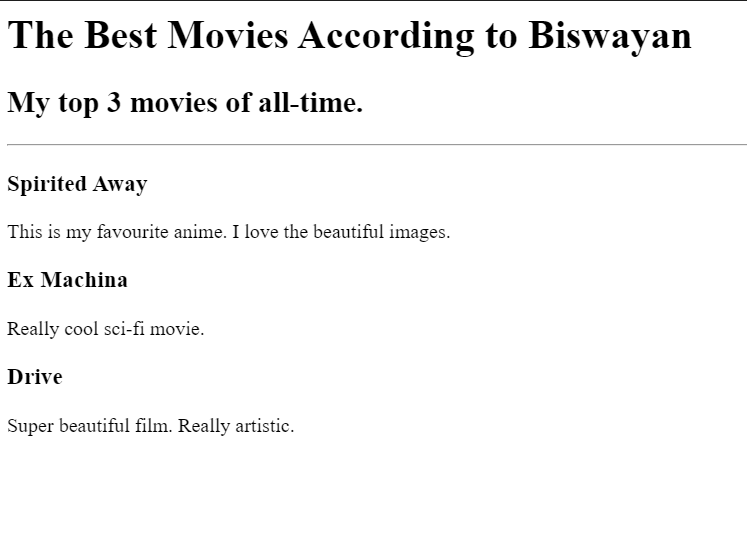 The Best Movies According to Biswayan
My top 3 movies of all-time.
Spirited Away
This is my favourite anime. I love the beautiful images.
Ex Machina
Really cool sci-fi movie.
Drive
Super beautiful film. Really artistic.